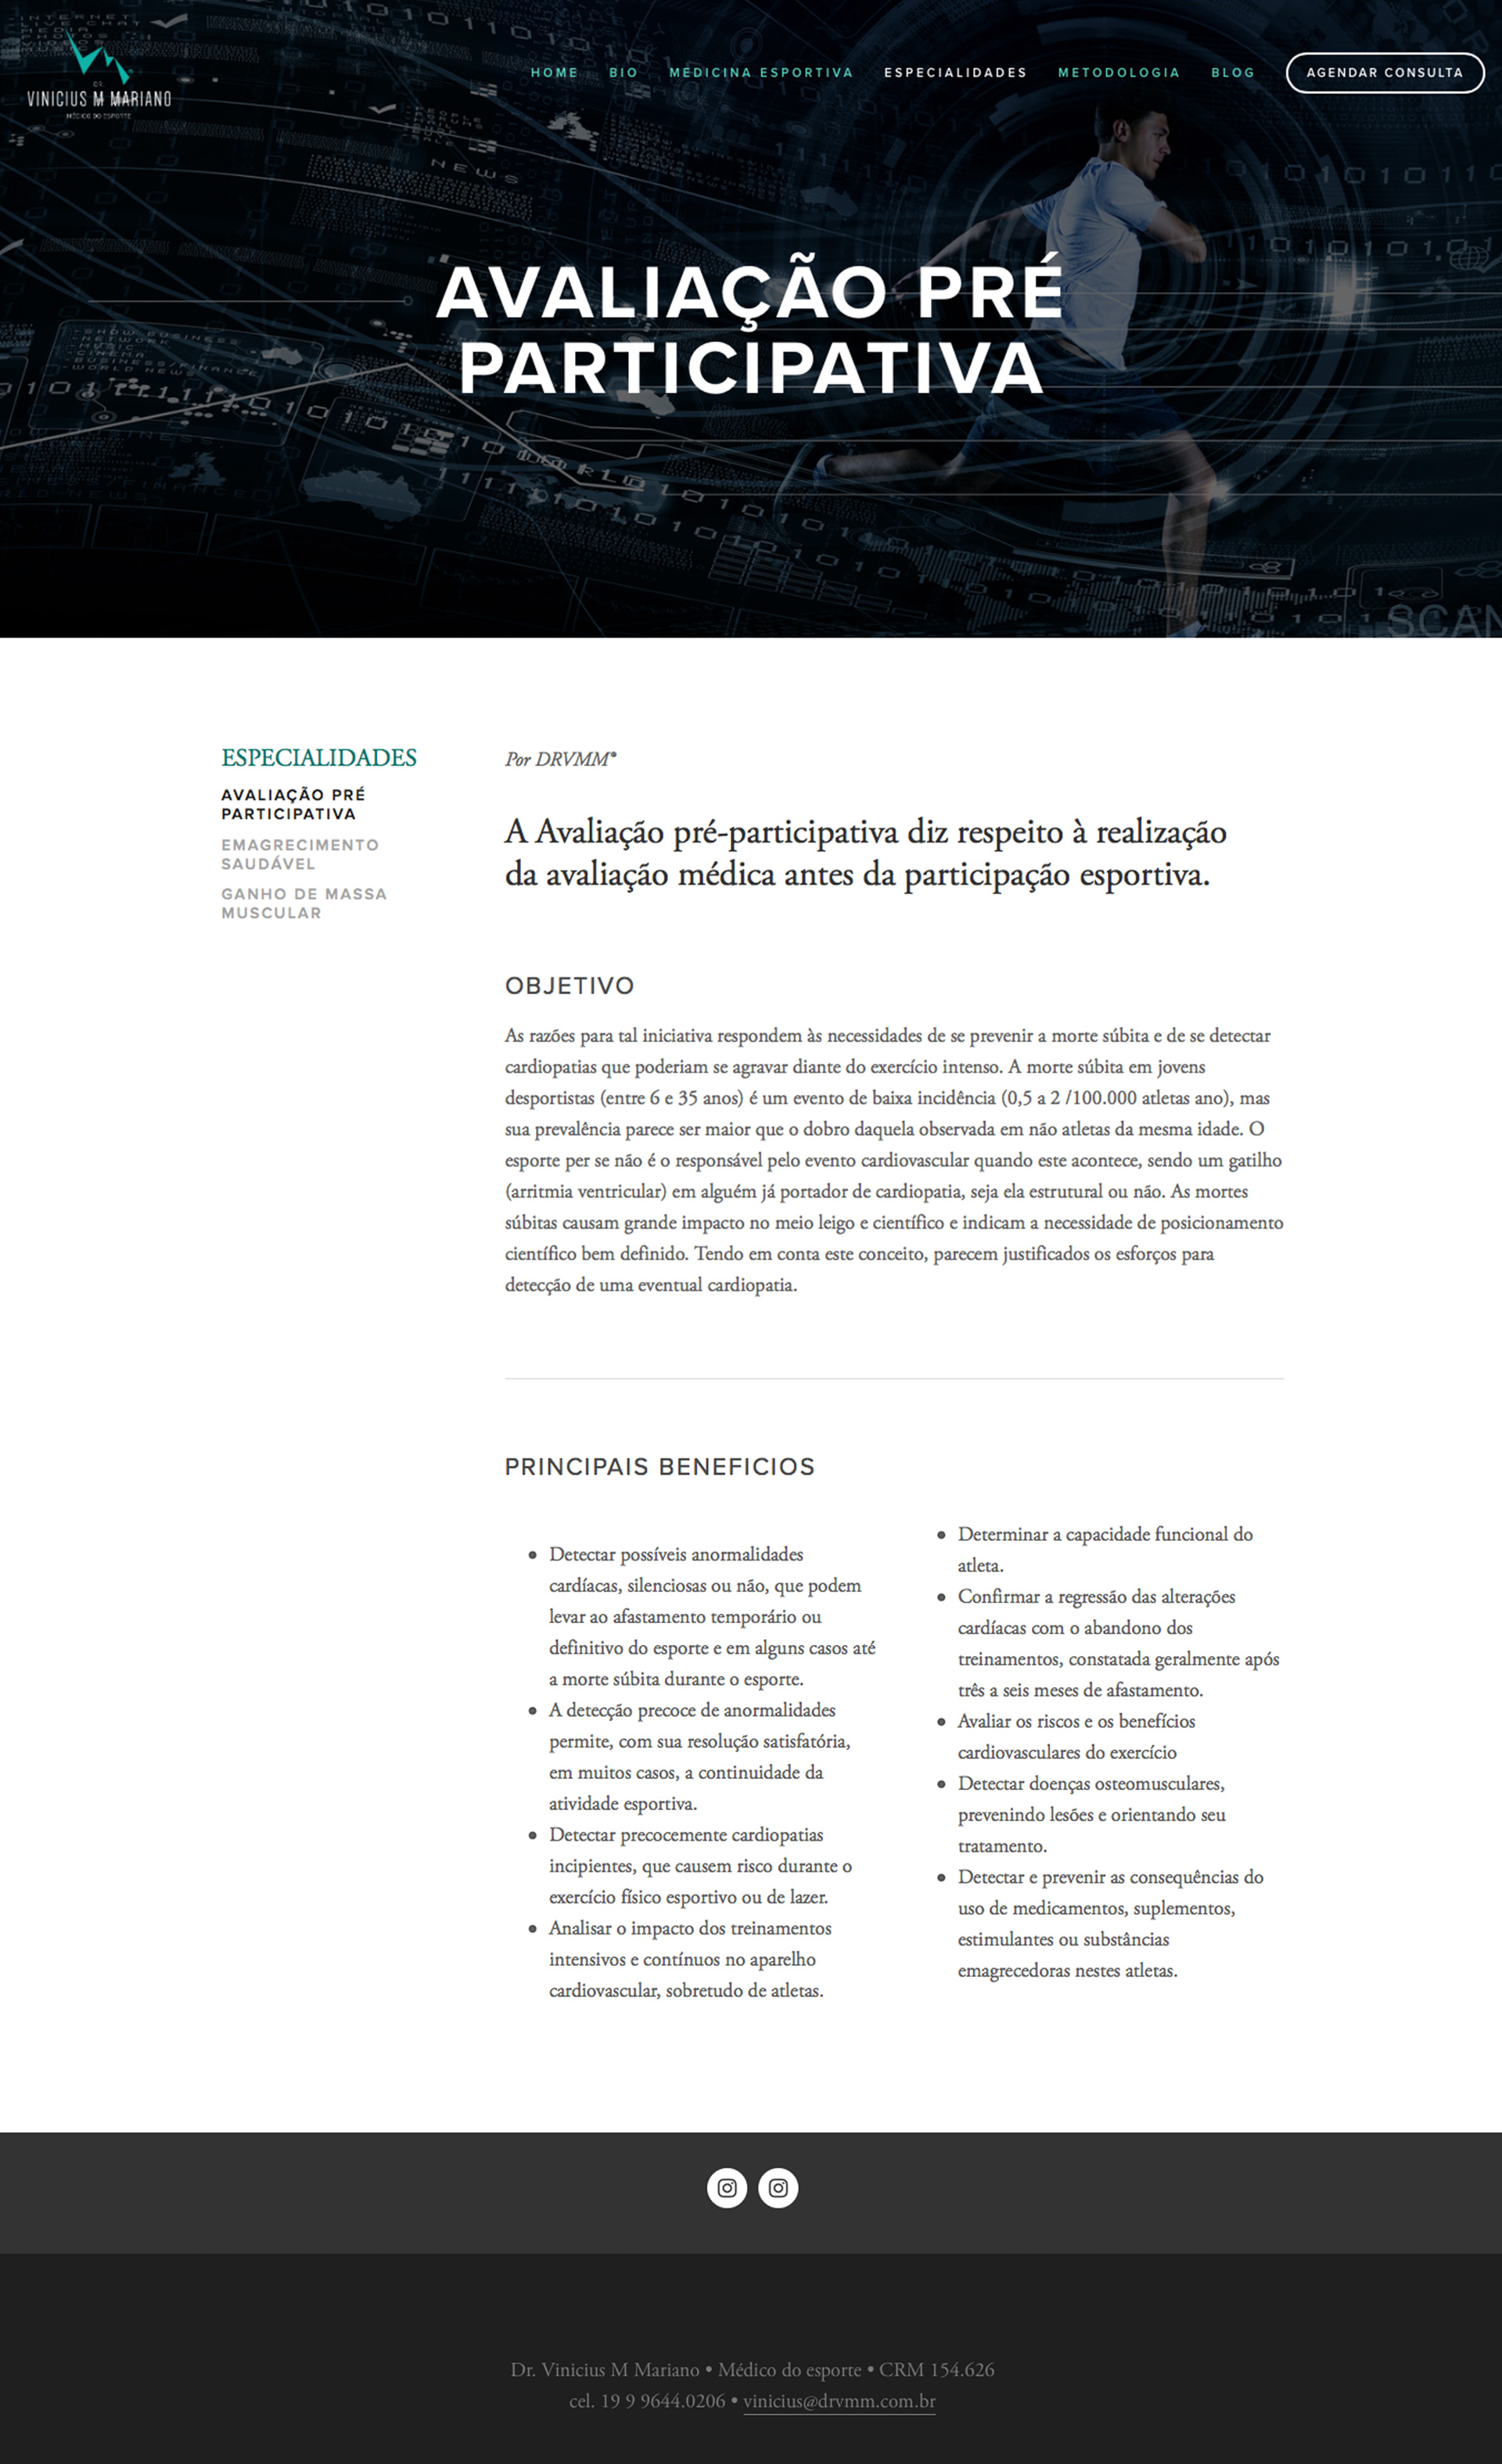 DR.
VINICIUS M MARIANO
MÉDICO DO ESPORTE
HOME
BIO
MEDICINA ESPORTIVA
ESPECIALIDADES
METODOLOGIA
BLOG
AGENDAR CONSULTA
NEWS
SCAN
AVALIAÇÃO PRÉ
PARTICIPATIVA
ESPECIALIDADES
AVALIAÇÃO PRÉ
PARTICIPATIVA
EMAGRECIMENTO
SAUDÁVEL
GANHO DE MASSA
MUSCULAR
Por DRVMM®
A Avaliação pré-participativa diz respeito à realização
da avaliação médica antes da participação esportiva.
OBJETIVO
As razões para tal iniciativa respondem às necessidades de se prevenir a morte súbita e de se detectar
cardiopatias que poderiam se agravar diante do exercício intenso. A morte súbita em jovens
desportistas (entre 6 e 35 anos) é um evento de baixa incidência (0,5 a 2 /100.000 atletas ano), mas
sua prevalência parece ser maior que o dobro daquela observada em não atletas da mesma idade. O
esporte per se não é o responsável pelo evento cardiovascular quando este acontece, sendo um gatilho
(arritmia ventricular) em alguém já portador de cardiopatia, seja ela estrutural ou não. As mortes
súbitas causam grande impacto no meio leigo e científico e indicam a necessidade de posicionamento
científico bem definido. Tendo em conta este conceito, parecem justificados os esforços para
detecção de uma eventual cardiopatia.
PRINCIPAIS BENEFICIOS
• Detectar possíveis anormalidades
cardíacas, silenciosas ou não, que podem
levar ao afastamento temporário ou
definitivo do esporte e em alguns casos até
a morte súbita durante o esporte.
• A detecção precoce de anormalidades
permite, com sua resolução satisfatória,
em muitos casos, a continuidade da
atividade esportiva.
• Detectar precocemente cardiopatias
incipientes, que causem risco durante o
exercício físico esportivo ou de lazer.
• Analisar o impacto dos treinamentos
intensivos e contínuos no aparelho
cardiovascular, sobretudo de atletas.
• Determinar a capacidade funcional do
atleta.
• Confirmar a regressão das alterações
cardíacas com o abandono dos
treinamentos, constatada geralmente após
três a seis meses de afastamento.
• Avaliar os riscos e os benefícios
cardiovasculares do exercício
• Detectar doenças osteomusculares,
prevenindo lesões e orientando seu
tratamento.
• Detectar e prevenir as consequências do
uso de medicamentos, suplementos,
estimulantes ou substâncias
emagrecedoras nestes atletas.
Dr. Vinicius M Mariano • Médico do esporte • CRM 154.626
cel. 19 9 9644.0206 • vinicius@drvmm.com.br